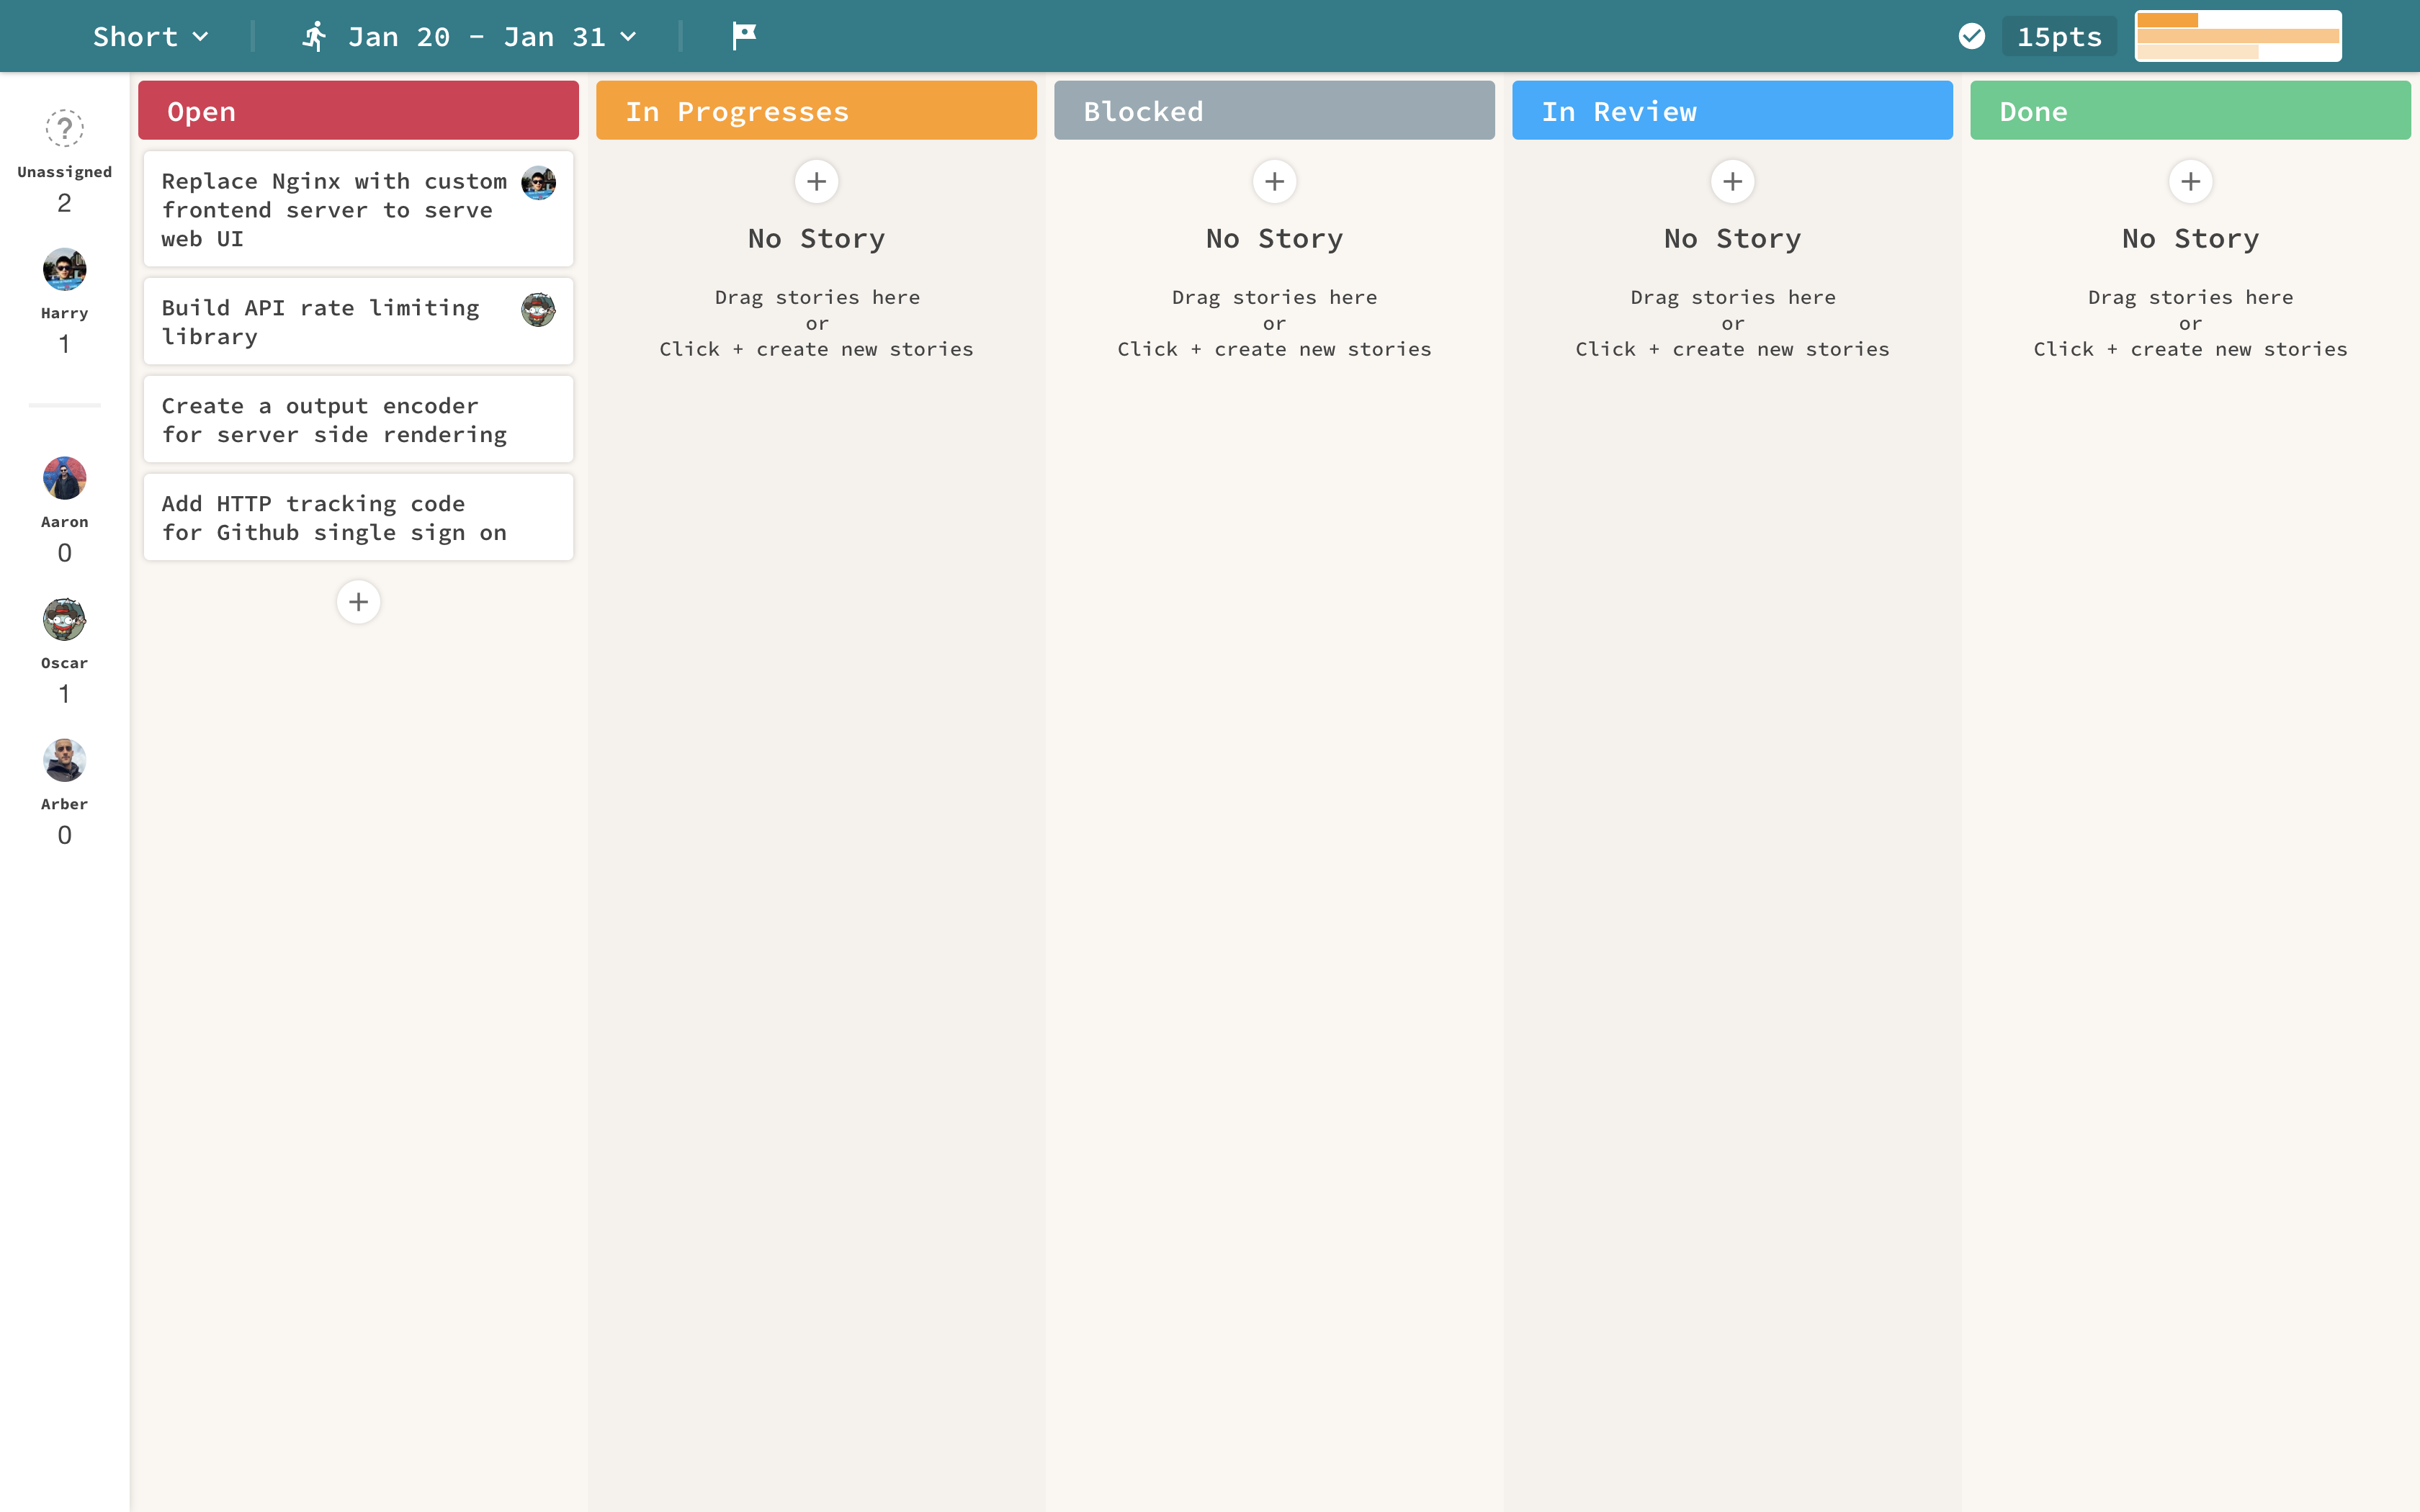 Short
Jan 20 - Jan 31
15pts
?
Unassigned
2
Harry
1
Aaron
0
Oscar
1
Arber
0
Open
Replace Nginx with custom
frontend server to serve
web UI
Build API rate limiting
library
Create a output encoder
for server side rendering
Add HTTP tracking code
for Github single sign on
+
In Progresses
+
No Story
Drag stories here
or
Click + create new stories
Blocked
+
No Story
Drag stories here
or
Click + create new stories
In Review
+
No Story
Drag stories here
or
Click + create new stories
Done
+
No Story
Drag stories here
or
Click + create new stories